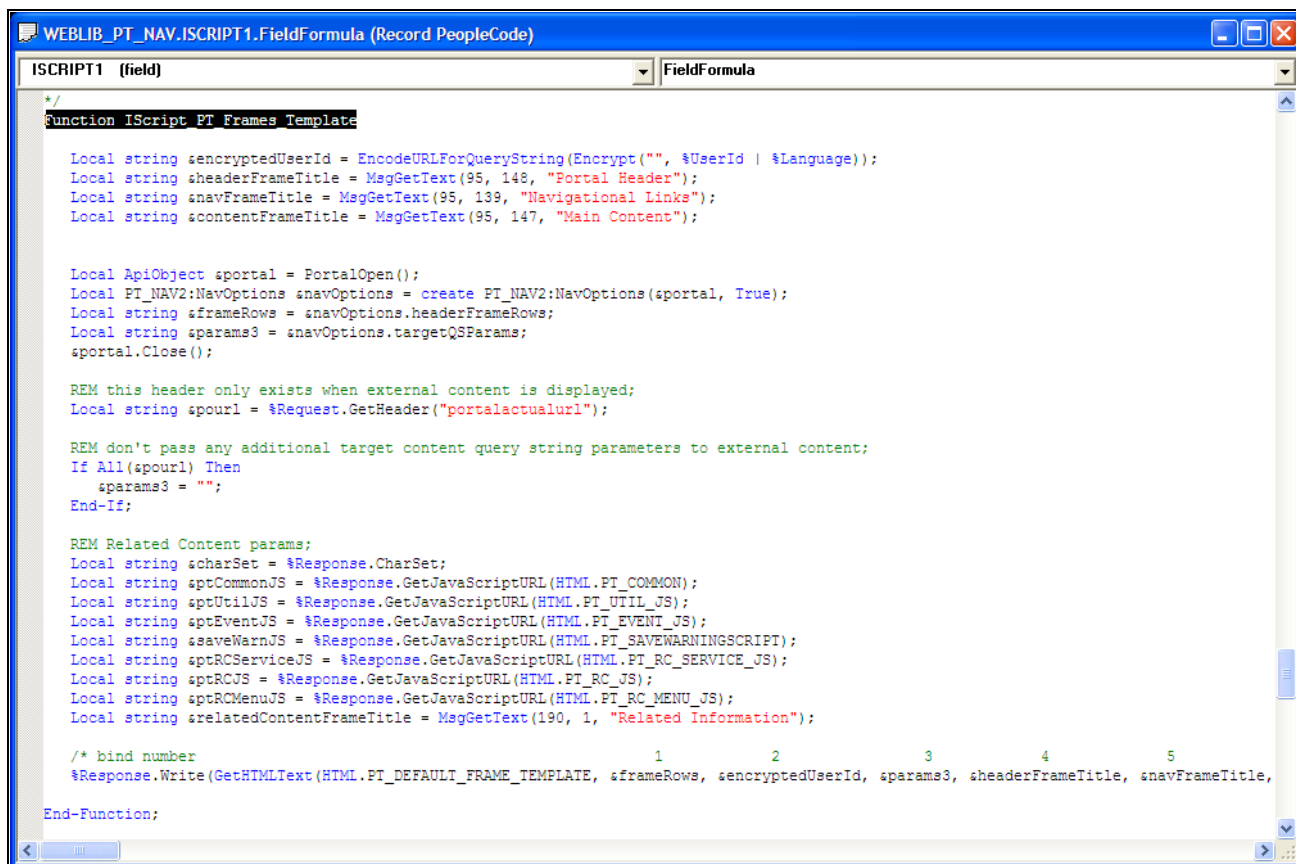 WEBLIB_PT_NAV.ISCRIPT1.FieldFormula (Record PeopleCode)
ISCRIPT1 (field) FieldFormula
*/
Function IScript_PT_Frames_Template
Local string &encryptedUserId = EncodeURLForQueryString(Encrypt("", %UserId | %Language));
Local string &headerFrameTitle = MsgGetText(95, 148, "Portal Header");
Local string &navFrameTitle = MsgGetText(95, 139, "Navigational Links");
Local string &contentFrameTitle = MsgGetText(95, 147, "Main Content");
Local ApiObject &portal = PortalOpen();
Local PT_NAV2:NavOptions &navOptions = create PT_NAV2:NavOptions(&portal, True);
Local string &frameRows = &navOptions.headerFrameRows;
Local string &params3 = &navOptions.targetQSParams;
&portal.Close();
REM this header only exists when external content is displayed;
Local string &pourl = %Request.GetHeader("portalactualurl");
REM don't pass any additional target content query string parameters to external content;
If All(&pourl) Then
&params3 = "";
End-If;
REM Related Content params;
Local string &charSet = %Response.CharSet;
Local string &ptCommonJS = %Response.GetJavaScriptURL(HTML.PT_COMMON);
Local string &ptUtilJS = %Response.GetJavaScriptURL(HTML.PT_UTIL_JS);
Local string &ptEventJS = %Response.GetJavaScriptURL(HTML.PT_EVENT_JS);
Local string &saveWarnJS = %Response.GetJavaScriptURL(HTML.PT_SAVEWARNINGSCRIPT);
Local string &ptRCServiceJS = %Response.GetJavaScriptURL(HTML.PT_RC_SERVICE_JS);
Local string &ptRCJS = %Response.GetJavaScriptURL(HTML.PT_RC_JS);
Local string &ptRCMenuJS = %Response.GetJavaScriptURL(HTML.PT_RC_MENU_JS);
Local string &relatedContentFrameTitle = MsgGetText(190, 1, "Related Information");
/* bind number 1 2 3 4 5
%Response.Write(GetHTMLText(HTML.PT_DEFAULT_FRAME_TEMPLATE, &frameRows, &encryptedUserId, &params3, &headerFrameTitle, &navFrameTitle,
End-Function;